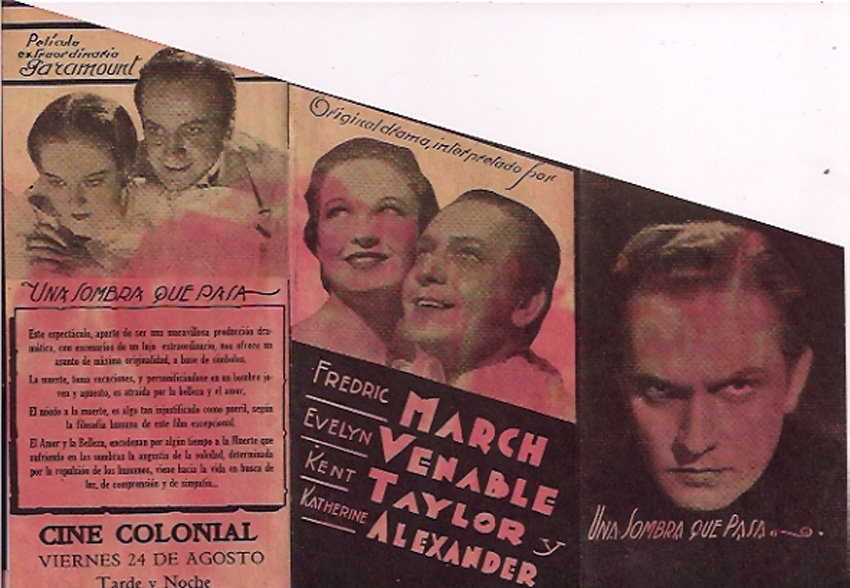 Película
extraordinaria
Paramount
UNA SOMBRA QUE PASA
Este espectáculo, aparte de ser una maravillosa producción dra-
mática, con escenarios de un lujo extraordinario, nos ofrece un
asunto de máxima originalidad, a base de símbolos.
La muerte, toma vacaciones, y personificándose en un hombre jo-
ven y apuesto, es atraída por la belleza y el amor.
El miedo a la muerte, es algo tan injustificado como pueril, según
la filosofía humana de este film excepcional.
El Amor y la Belleza, encadenan por algún tiempo a la Muerte que
sufriendo en las sombras la angustia de la soledad, determinada
por la repulsión de los humanos, viene hacia la vida en busca de
luz, de comprensión y de simpatía...
CINE COLONIAL
VIERNES 24 DE AGOSTO
Tarde y Noche
Original drama, interpretado por
FREDRIC MARCH
EVELYN VENABLE
KENT TAYLOR y
KATHERINE ALEXANDER
UNA SOMBRA QUE PASA